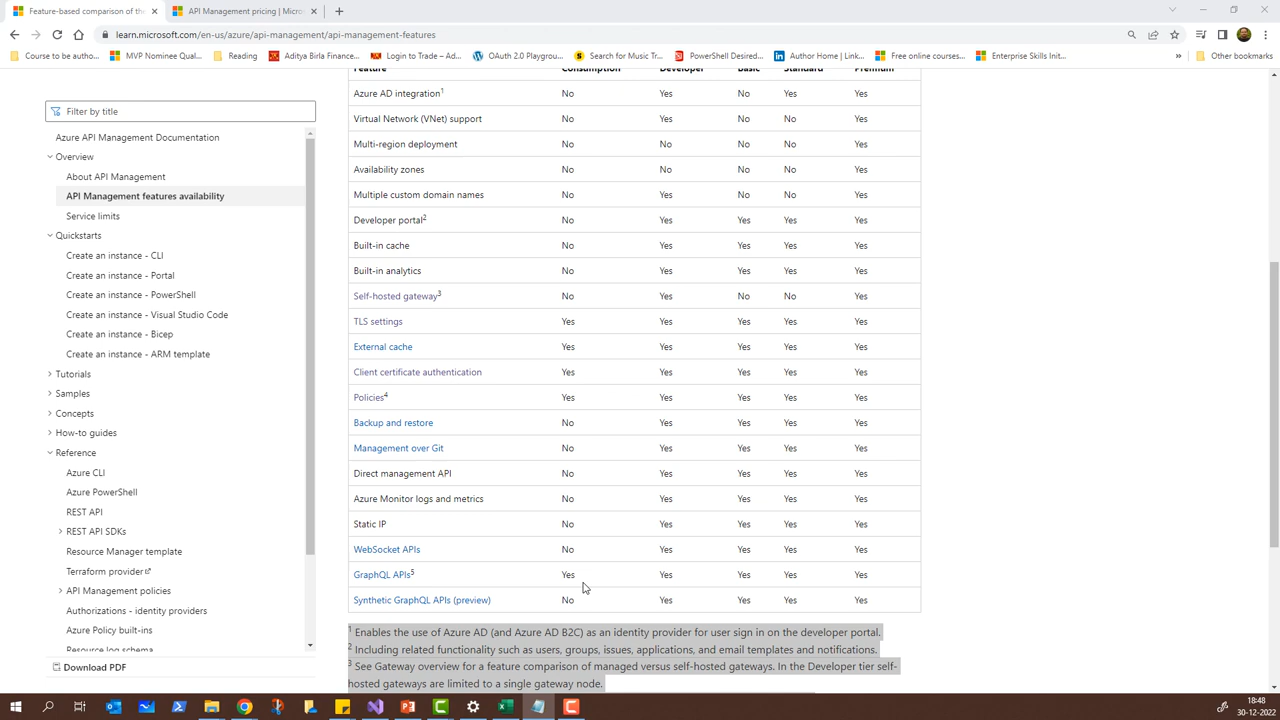 Feature-based comparison of the
API Management pricing | Micros
learn.microsoft.com/en-us/azure/api-management/api-management-features
Course to be autho...
MVP Nominee Qual...
Reading
Aditya Birla Financ...
Login to Trade – Ad...
OAuth 2.0 Playgrou...
Search for Music Tr...
PowerShell Desired...
Author Home | Link...
Free online courses...
Enterprise Skills Init...
»
Other bookmarks
Filter by title
Azure API Management Documentation
Overview
About API Management
API Management features availability
Service limits
Quickstarts
Create an instance - CLI
Create an instance - Portal
Create an instance - PowerShell
Create an instance - Visual Studio Code
Create an instance - Bicep
Create an instance - ARM template
Tutorials
Samples
Concepts
How-to guides
Reference
Azure CLI
Azure PowerShell
REST API
REST API SDKs
Resource Manager template
Terraform provider
API Management policies
Authorizations - identity providers
Azure Policy built-ins
Resource log schema
Download PDF
Feature Consumption Developer Basic Standard Premium
Azure AD integration¹ No Yes No Yes Yes
Virtual Network (VNet) support No Yes No No Yes
Multi-region deployment No No No No Yes
Availability zones No No No No Yes
Multiple custom domain names No Yes No No Yes
Developer portal² No Yes Yes Yes Yes
Built-in cache No Yes Yes Yes Yes
Built-in analytics No Yes Yes Yes Yes
Self-hosted gateway³ No Yes No No Yes
TLS settings Yes Yes Yes Yes Yes
External cache Yes Yes Yes Yes Yes
Client certificate authentication Yes Yes Yes Yes Yes
Policies⁴ Yes Yes Yes Yes Yes
Backup and restore No Yes Yes Yes Yes
Management over Git No Yes Yes Yes Yes
Direct management API No Yes Yes Yes Yes
Azure Monitor logs and metrics No Yes Yes Yes Yes
Static IP No Yes Yes Yes Yes
WebSocket APIs No Yes Yes Yes Yes
GraphQL APIs⁵ Yes Yes Yes Yes Yes
Synthetic GraphQL APIs (preview) No Yes Yes Yes Yes
¹ Enables the use of Azure AD (and Azure AD B2C) as an identity provider for user sign in on the developer portal.
² Including related functionality such as users, groups, issues, applications, and email templates and notifications.
³ See Gateway overview for a feature comparison of managed versus self-hosted gateways. In the Developer tier self-
hosted gateways are limited to a single gateway node.
18:48
30-12-2022